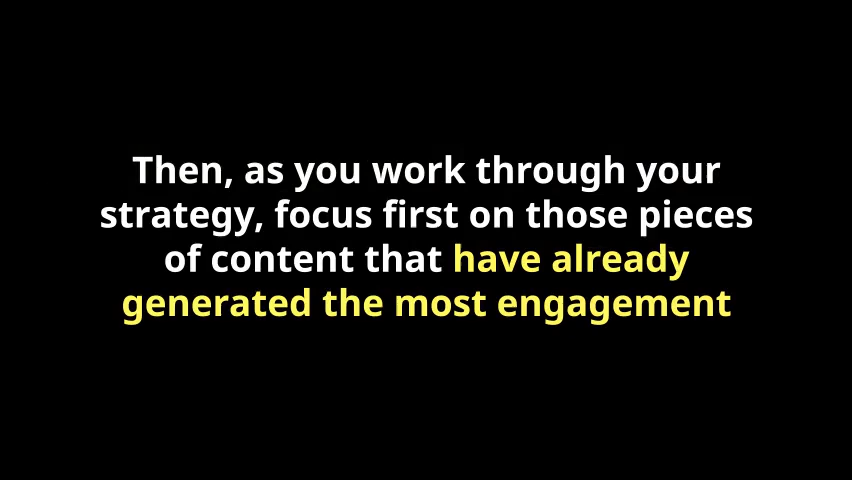 Then, as you work through your
strategy, focus first on those pieces
of content that have already
generated the most engagement